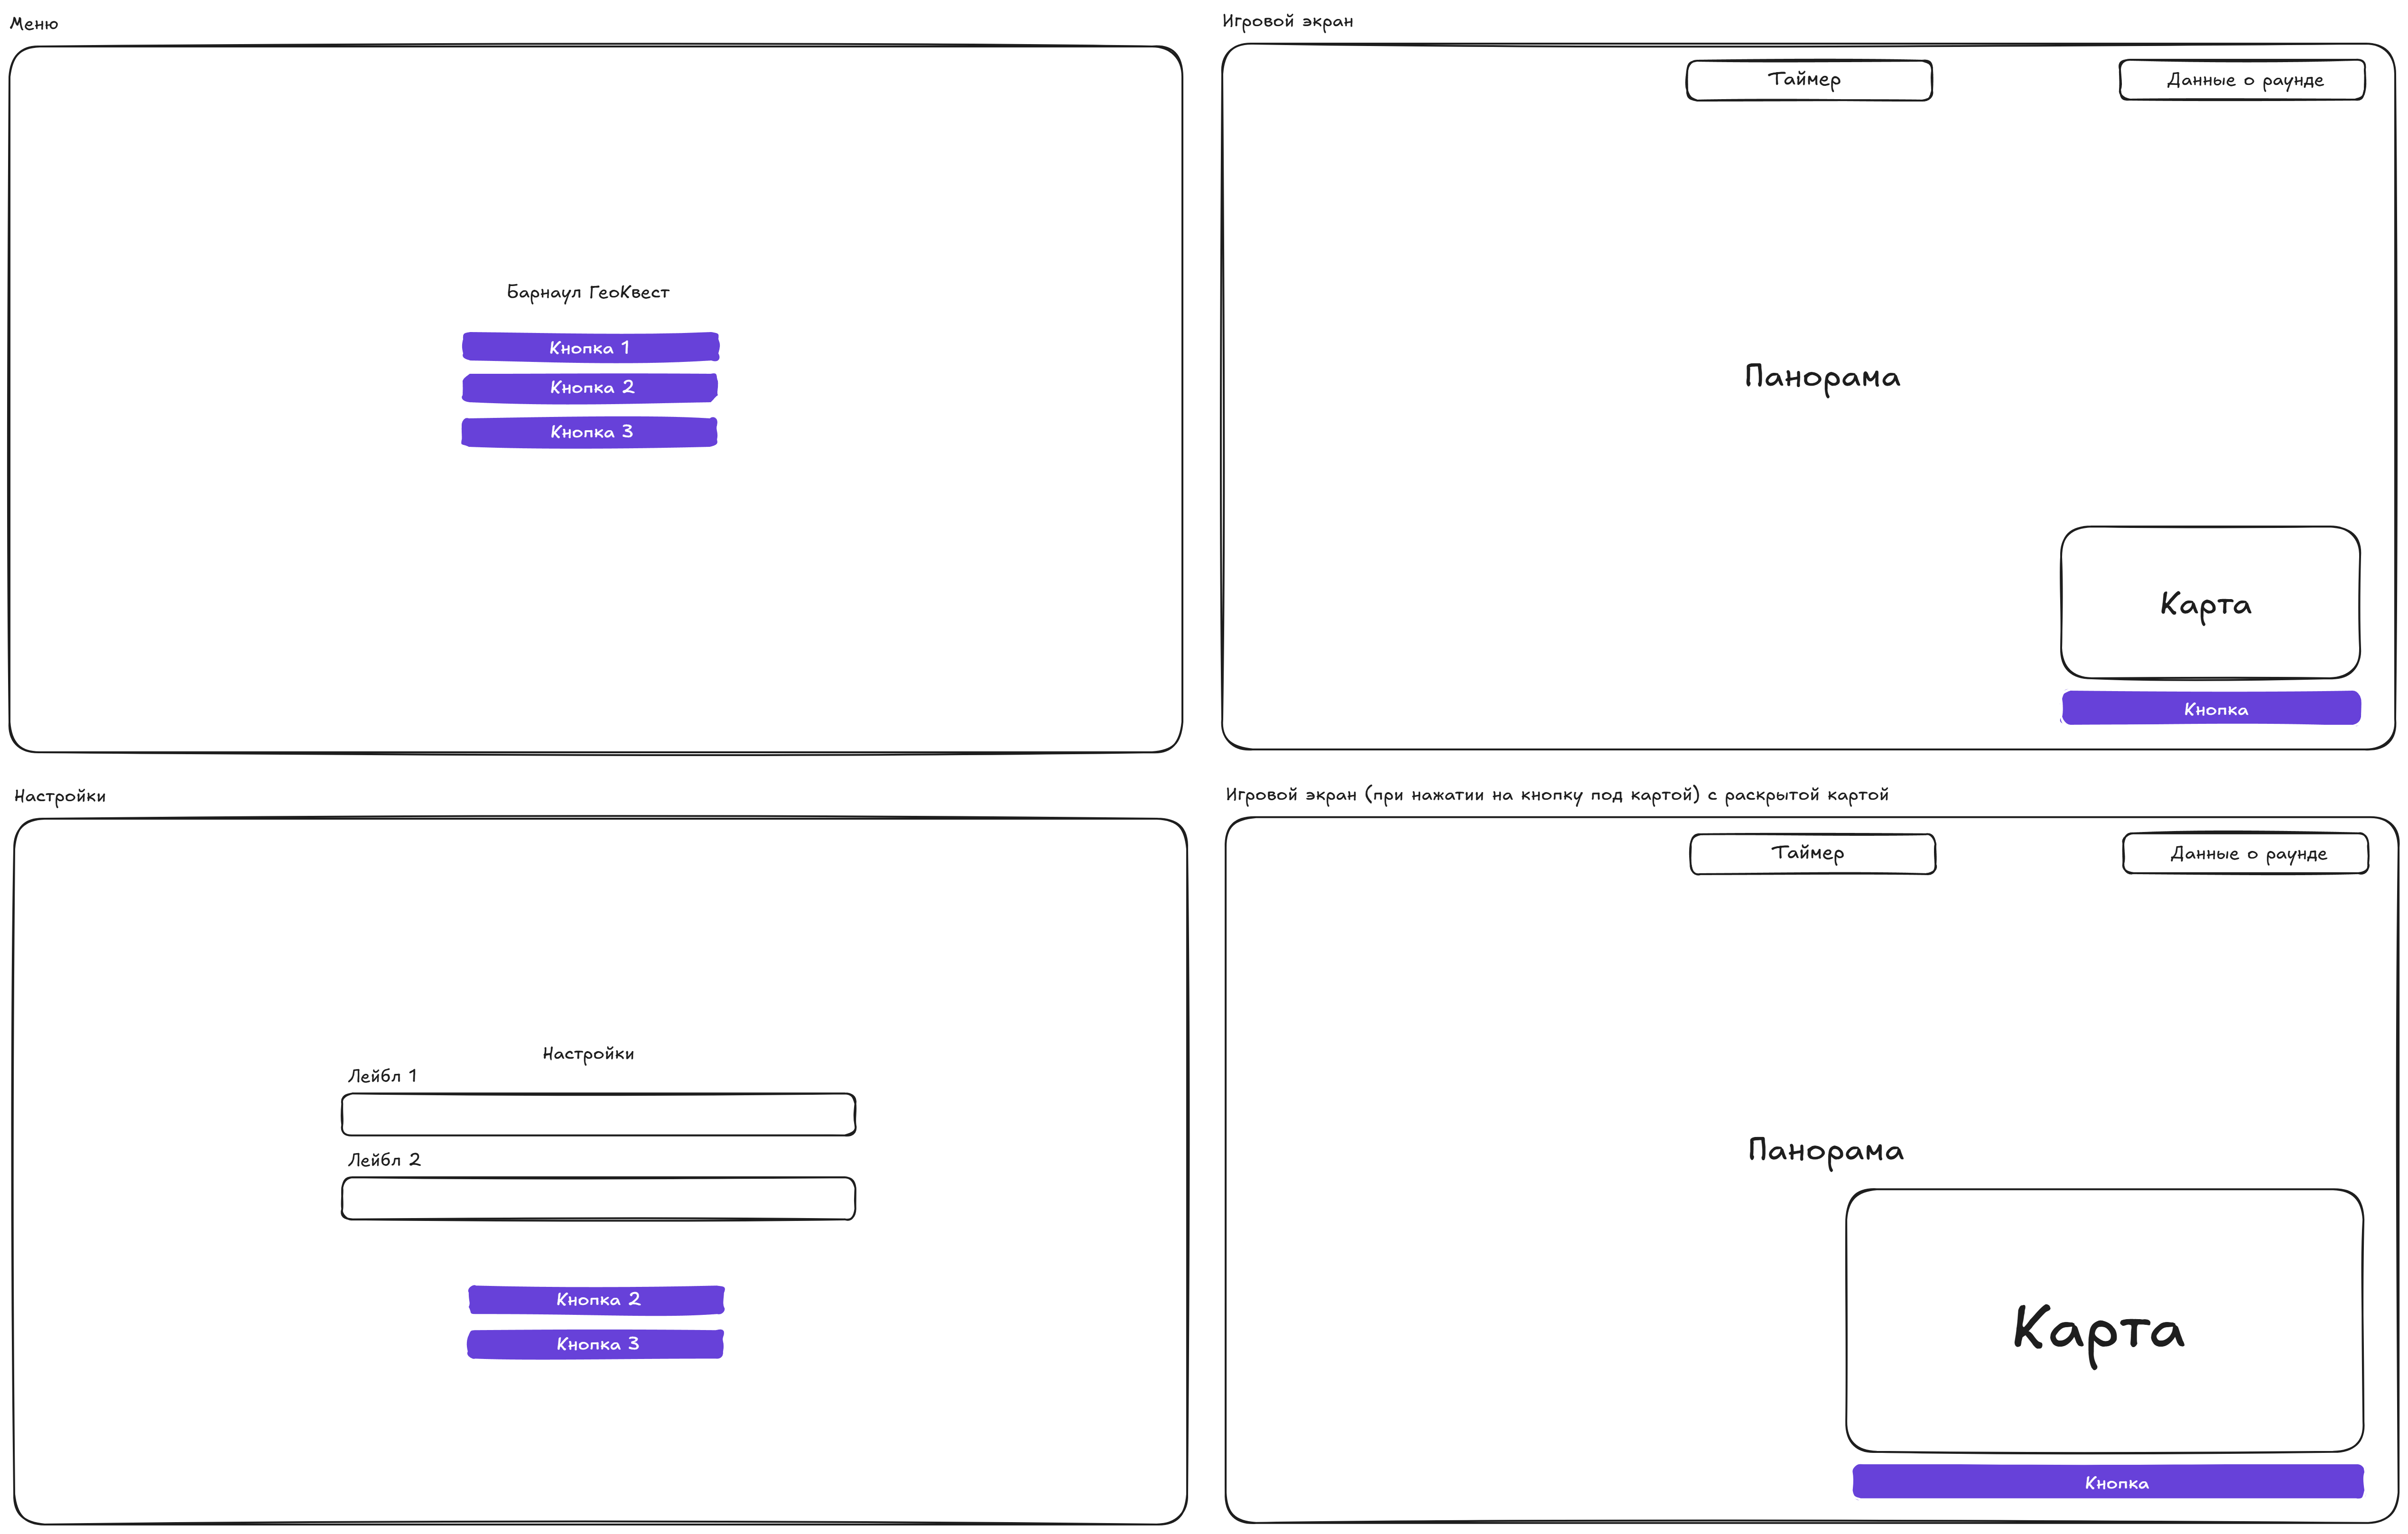 Меню
Барнаул ГеоКвест
Кнопка 1
Кнопка 2
Кнопка 3
Игровой экран
Таймер
Данные о раунде
Панорама
Карта
Кнопка
Настройки
Настройки
Лейбл 1
Лейбл 2
Кнопка 2
Кнопка 3
Игровой экран (при нажатии на кнопку под картой) с раскрытой картой
Таймер
Данные о раунде
Панорама
Карта
Кнопка